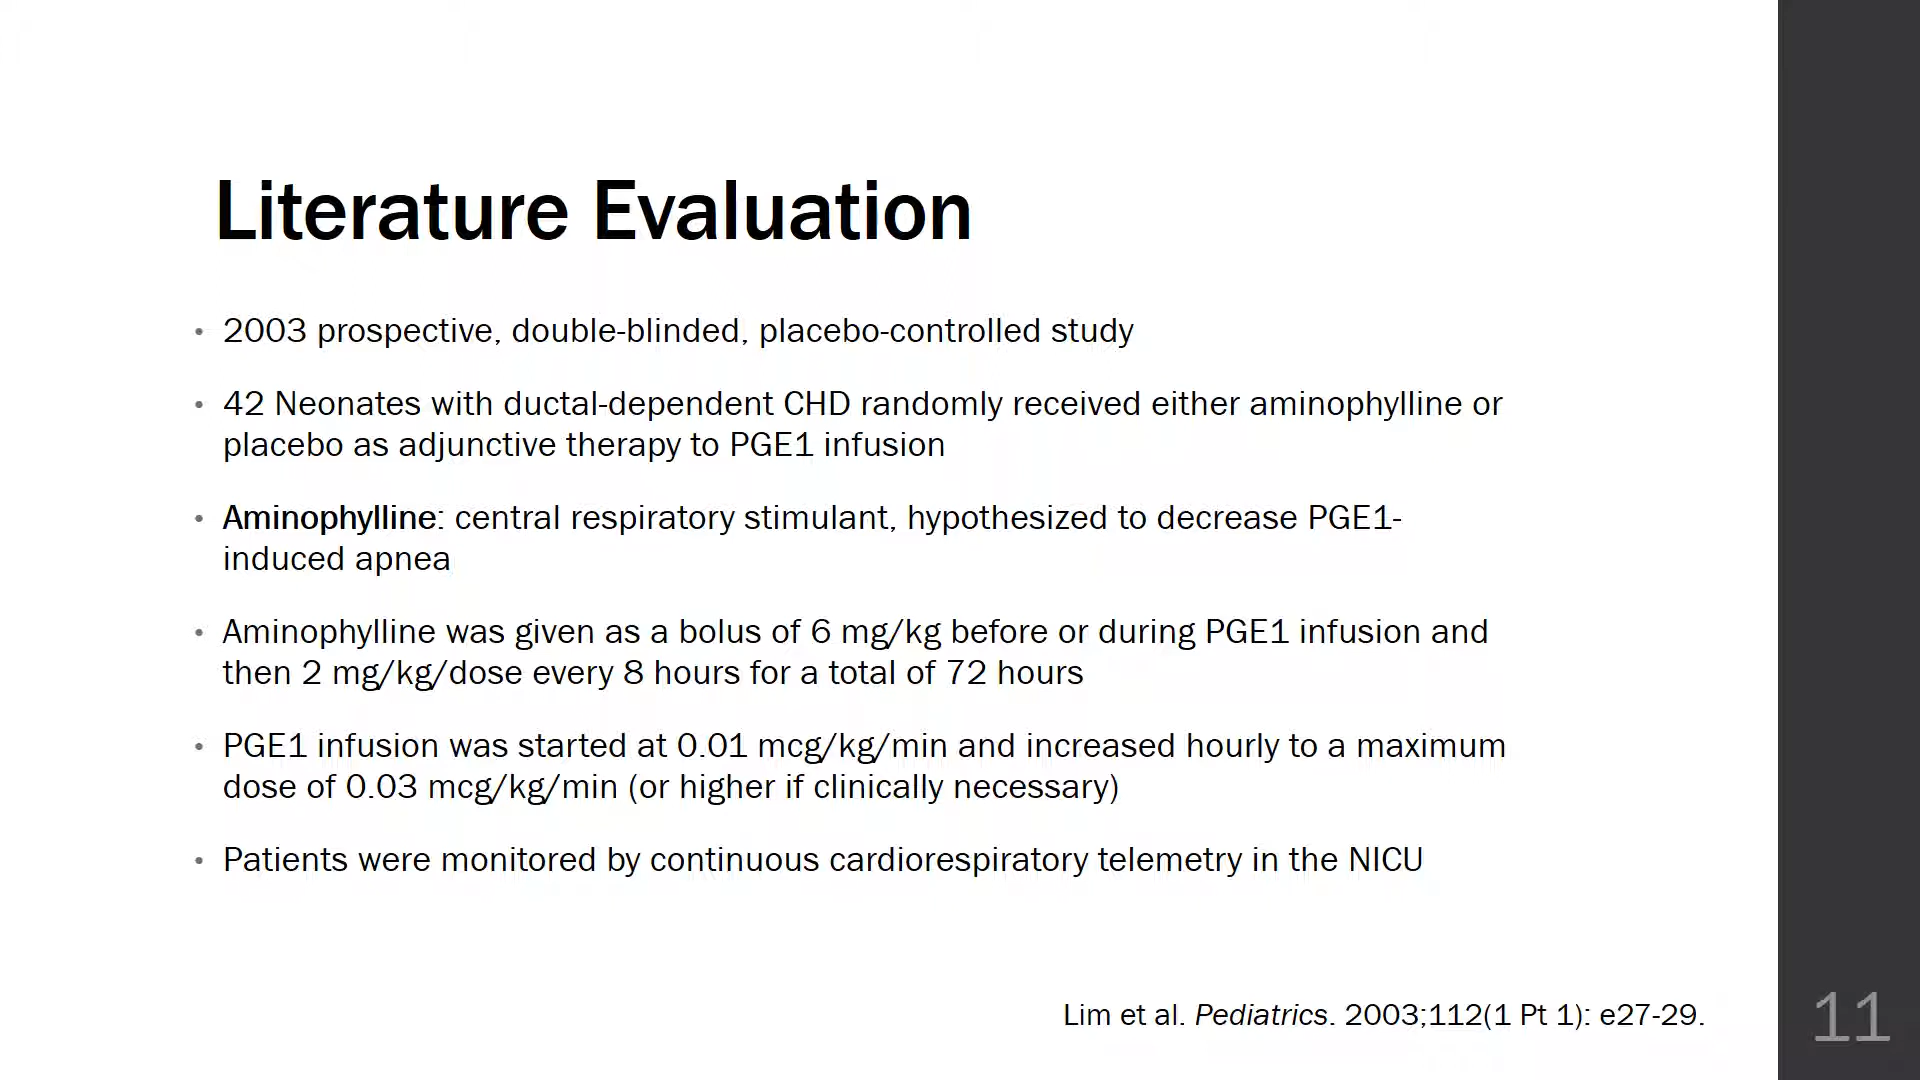 Literature Evaluation
• 2003 prospective, double-blinded, placebo-controlled study
• 42 Neonates with ductal-dependent CHD randomly received either aminophylline or
placebo as adjunctive therapy to PGE1 infusion
• Aminophylline: central respiratory stimulant, hypothesized to decrease PGE1-
induced apnea
• Aminophylline was given as a bolus of 6 mg/kg before or during PGE1 infusion and
then 2 mg/kg/dose every 8 hours for a total of 72 hours
• PGE1 infusion was started at 0.01 mcg/kg/min and increased hourly to a maximum
dose of 0.03 mcg/kg/min (or higher if clinically necessary)
• Patients were monitored by continuous cardiorespiratory telemetry in the NICU
Lim et al. Pediatrics. 2003;112(1 Pt 1): e27-29.
11